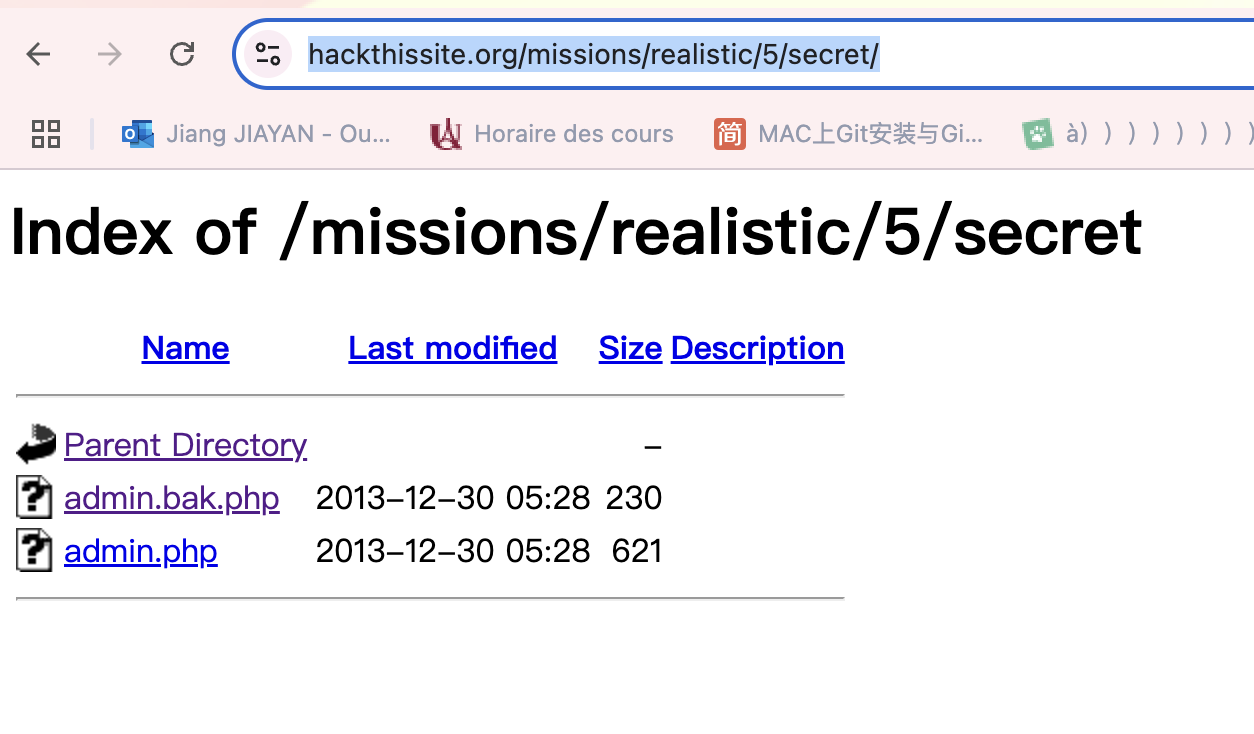 hackthissite.org/missions/realistic/5/secret/
Jiang JIAYAN - Ou... Horaire des cours MAC上Git安装与Gi... à) ) ) ) ) ) ) )
Index of /missions/realistic/5/secret
Name Last modified Size Description
Parent Directory -
admin.bak.php 2013-12-30 05:28 230
admin.php 2013-12-30 05:28 621